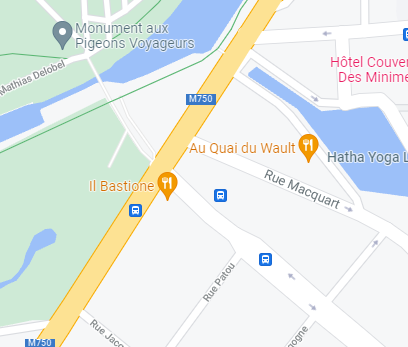 Monument aux
Pigeons Voyageurs
Mathias Delobel
Hôtel Couver
Des Minime
M750
Au Quai du Wault
Hatha Yoga L
Il Bastione
Rue Macquart
Rue Patou
Rue Jacq
ogne
M750